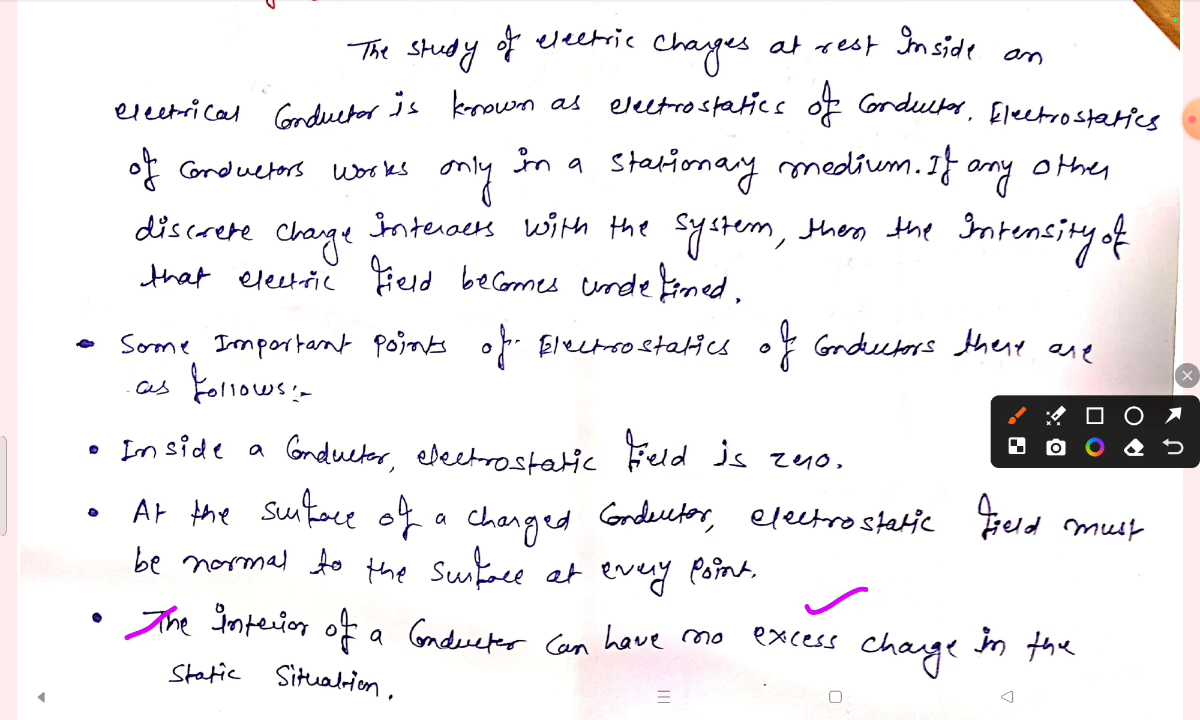 The study of electric charges at rest Inside an
electrical Conductor is known as electrostatics of Conductor. Electrostatics
of Conductors works only in a stationary medium. If any other
discrete charge interacts with the system, then the intensity of
that electric field becomes undefined.
Some Important Points of Electrostatics of Conductors there are
as follows:-
• Inside a Conductor, electrostatic field is zero.
• At the surface of a charged Conductor, electrostatic field must
be normal to the surface at every Point.
• The interior of a Conductor Can have no excess charge in the
static Situation.